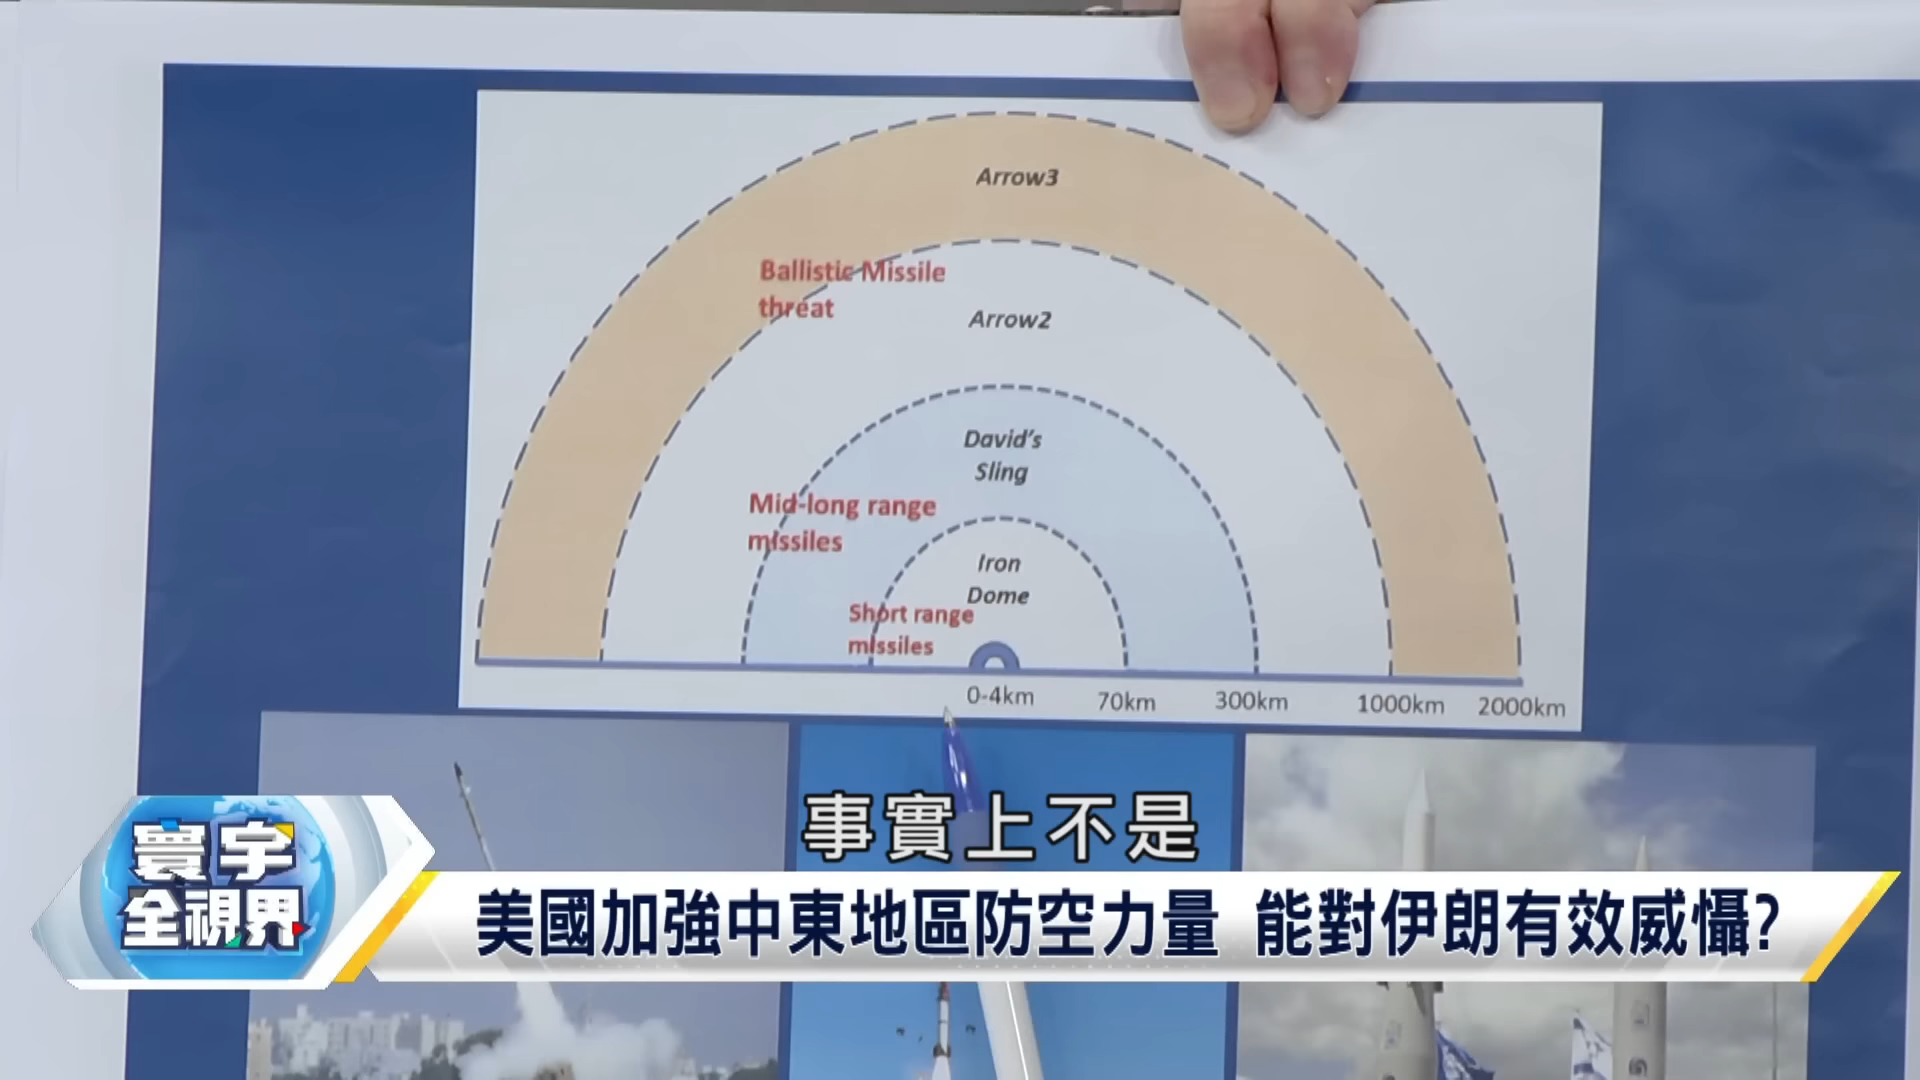 Arrow3
Ballistic Missile
threat
Arrow2
David's
Sling
Mid-long range
missiles
Iron
Dome
Short range
missiles
0-4km
70km
300km
1000km
2000km
事實上不是
寰宇
全視界
美國加強中東地區防空力量 能對伊朗有效威懾?